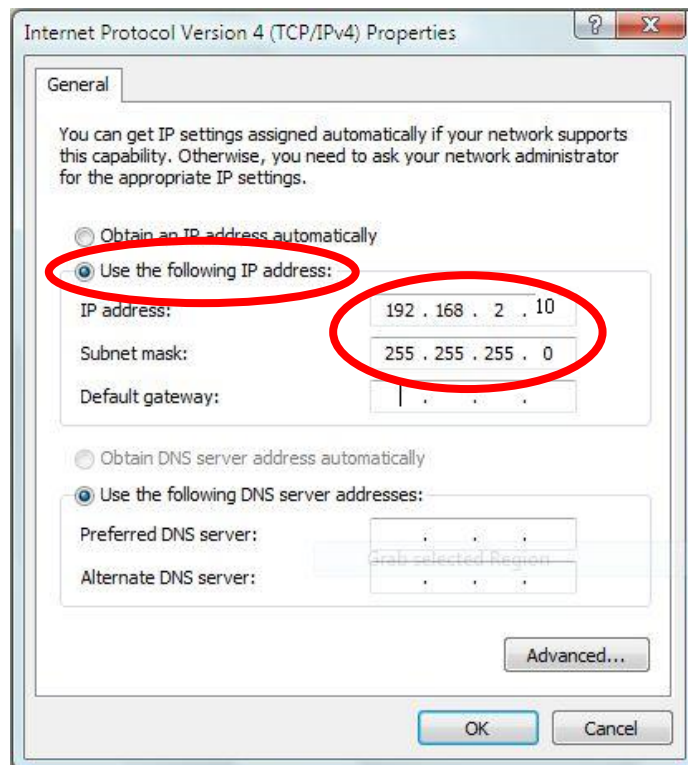 Internet Protocol Version 4 (TCP/IPv4) Properties
?
X
General
You can get IP settings assigned automatically if your network supports
this capability. Otherwise, you need to ask your network administrator
for the appropriate IP settings.
Obtain an IP address automatically
Use the following IP address:
IP address: 192 . 168 . 2 . 10
Subnet mask: 255 . 255 . 255 . 0
Default gateway: . . .
Obtain DNS server address automatically
Use the following DNS server addresses:
Preferred DNS server: . . .
Grab selected Region
Alternate DNS server: . . .
Advanced...
OK Cancel